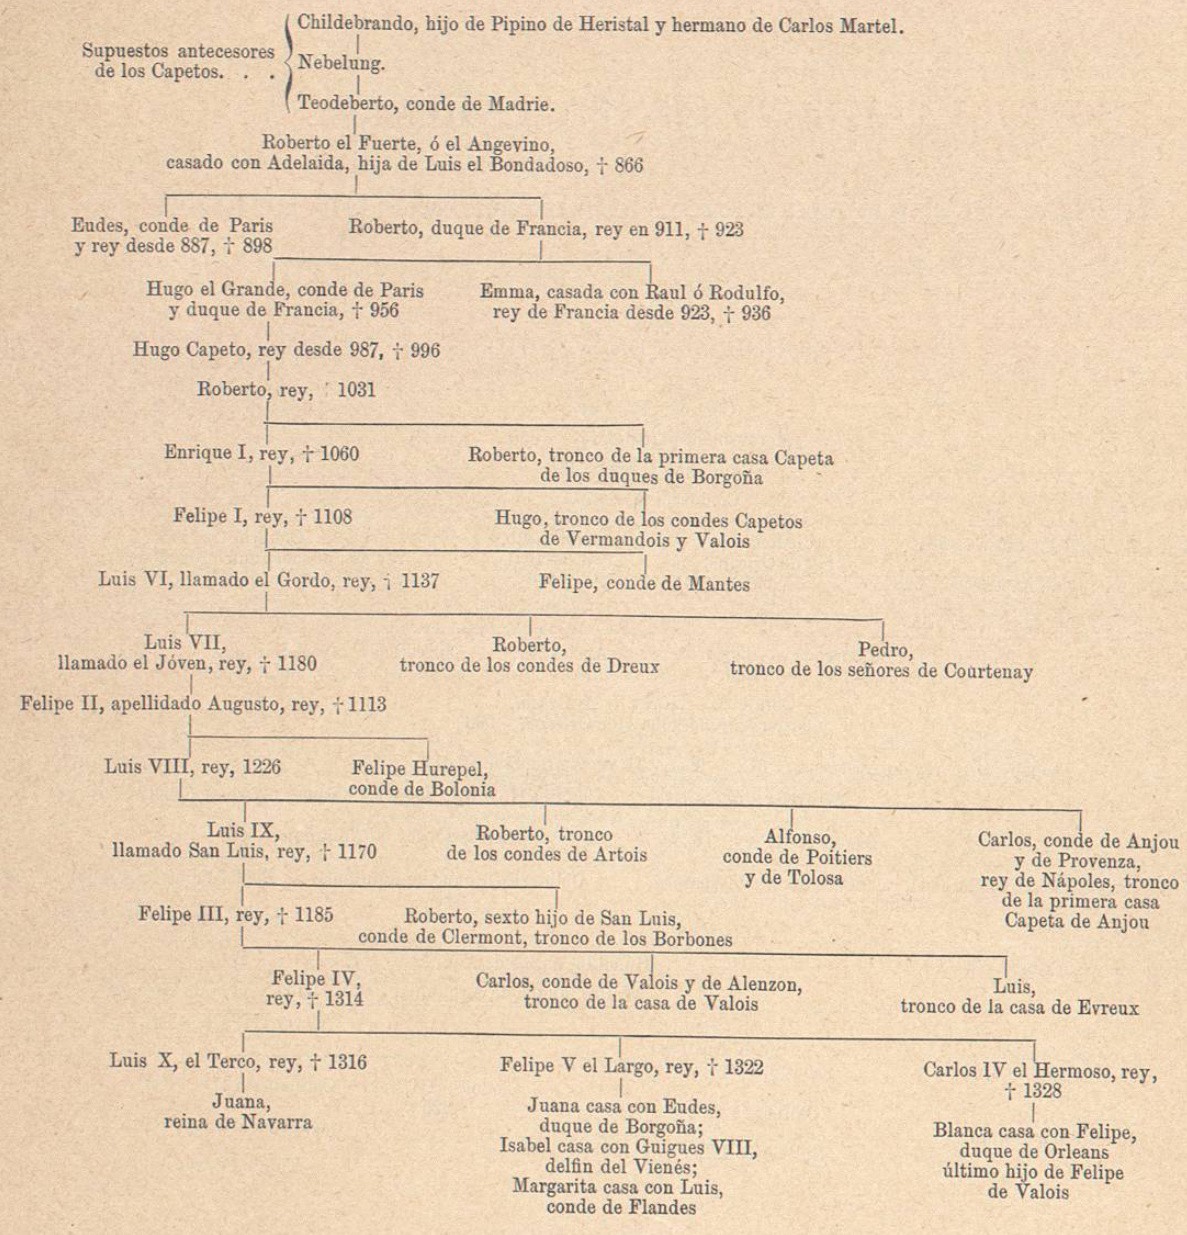 Childebrando, hijo de Pipino de Heristal y hermano de Carlos Martel.
Supuestos antecesores
de los Capetos. . .
Nebelung.
Teodeberto, conde de Madrie.
Roberto el Fuerte, ó el Angevino,
casado con Adelaida, hija de Luis el Bondadoso, † 866
Eudes, conde de Paris
y rey desde 887, † 898
Roberto, duque de Francia, rey en 911, † 923
Hugo el Grande, conde de Paris
y duque de Francia, † 956
Emma, casada con Raul ó Rodulfo,
rey de Francia desde 923, † 936
Hugo Capeto, rey desde 987, † 996
Roberto, rey, 1031
Enrique I, rey, † 1060
Roberto, tronco de la primera casa Capeta
de los duques de Borgoña
Felipe I, rey, † 1108
Hugo, tronco de los condes Capetos
de Vermandois y Valois
Luis VI, llamado el Gordo, rey, † 1137
Felipe, conde de Mantes
Luis VII,
llamado el Jóven, rey, † 1180
Roberto,
tronco de los condes de Dreux
Pedro,
tronco de los señores de Courtenay
Felipe II, apellidado Augusto, rey, † 1113
Luis VIII, rey, 1226
Felipe Hurepel,
conde de Bolonia
Luis IX,
llamado San Luis, rey, † 1170
Roberto, tronco
de los condes de Artois
Alfonso,
conde de Poitiers
y de Tolosa
Carlos, conde de Anjou
y de Provenza,
rey de Nápoles, tronco
de la primera casa
Capeta de Anjou
Felipe III, rey, † 1185
Roberto, sexto hijo de San Luis,
conde de Clermont, tronco de los Borbones
Felipe IV,
rey, † 1314
Carlos, conde de Valois y de Alenzon,
tronco de la casa de Valois
Luis,
tronco de la casa de Evreux
Luis X, el Terco, rey, † 1316
Felipe V el Largo, rey, † 1322
Carlos IV el Hermoso, rey,
† 1328
Juana,
reina de Navarra
Juana casa con Eudes,
duque de Borgoña;
Isabel casa con Guigues VIII,
delfin del Vienés;
Margarita casa con Luis,
conde de Flandes
Blanca casa con Felipe,
duque de Orleans
último hijo de Felipe
de Valois